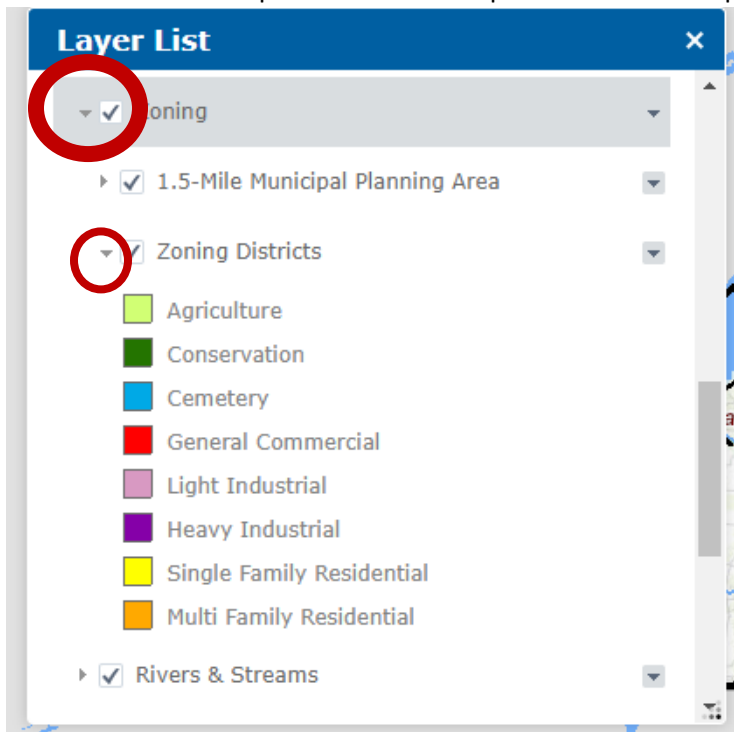 Layer List
oning
1.5-Mile Municipal Planning Area
Zoning Districts
Agriculture
Conservation
Cemetery
General Commercial
Light Industrial
Heavy Industrial
Single Family Residential
Multi Family Residential
Rivers & Streams